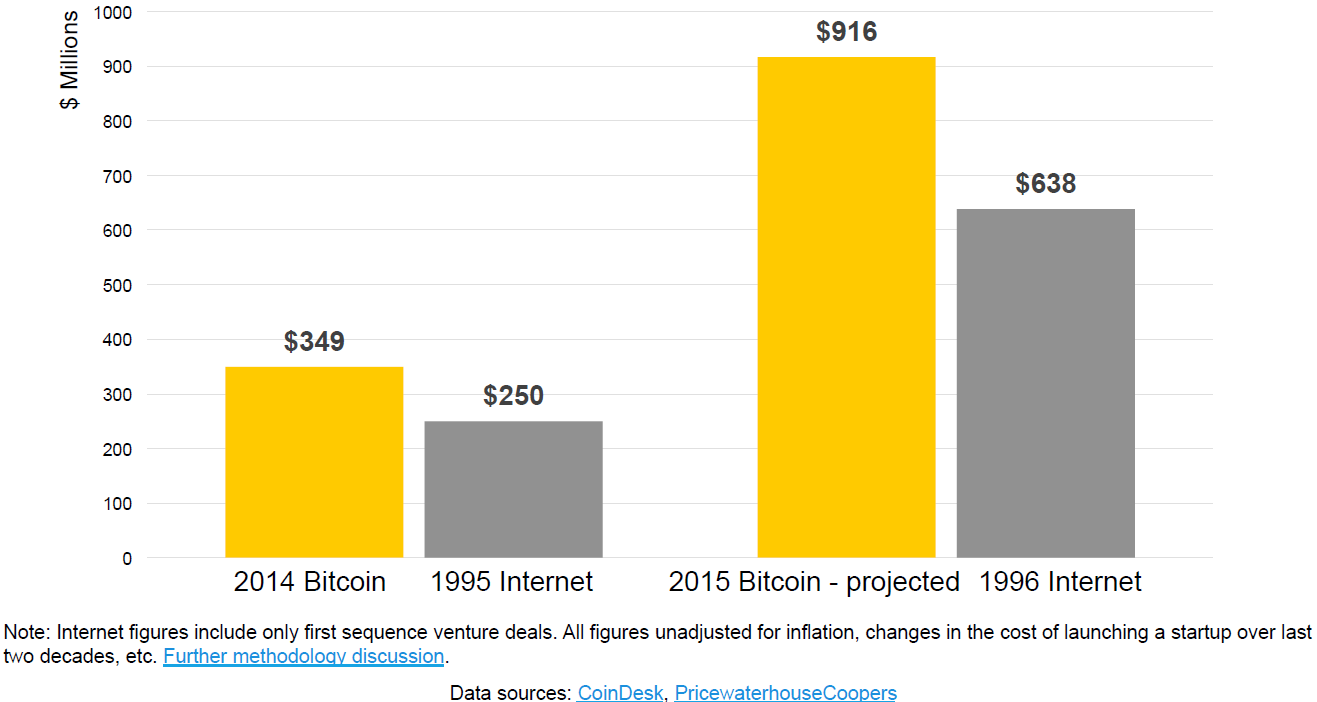 $ Millions
1000
900
800
700
600
500
400
300
200
100
0
$349
$250
$916
$638
2014 Bitcoin
1995 Internet
2015 Bitcoin - projected
1996 Internet
Note: Internet figures include only first sequence venture deals. All figures unadjusted for inflation, changes in the cost of launching a startup over last
two decades, etc. Further methodology discussion.
Data sources: CoinDesk, PricewaterhouseCoopers